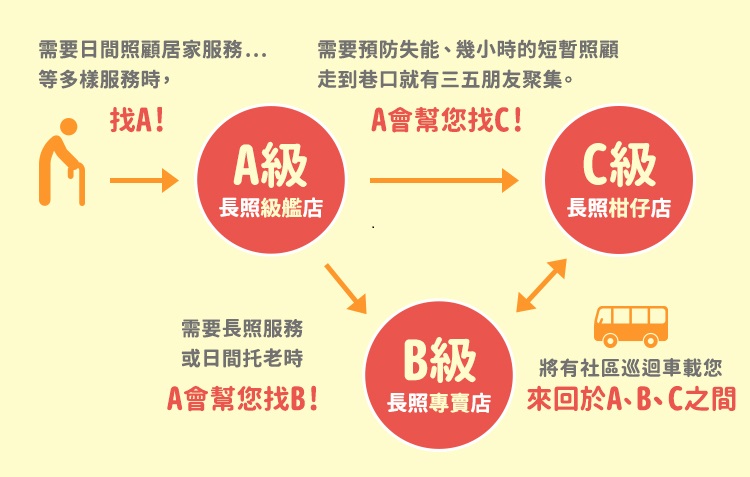 需要日間照顧居家服務...
等多樣服務時，
找A！
需要預防失能、幾小時的短暫照顧
走到巷口就有三五朋友聚集。
A會幫您找C！
A級
長照級艦店
C級
長照柑仔店
需要長照服務
或日間托老時
A會幫您找B！
B級
長照專賣店
將有社區巡迴車載您
來回於A、B、C之間